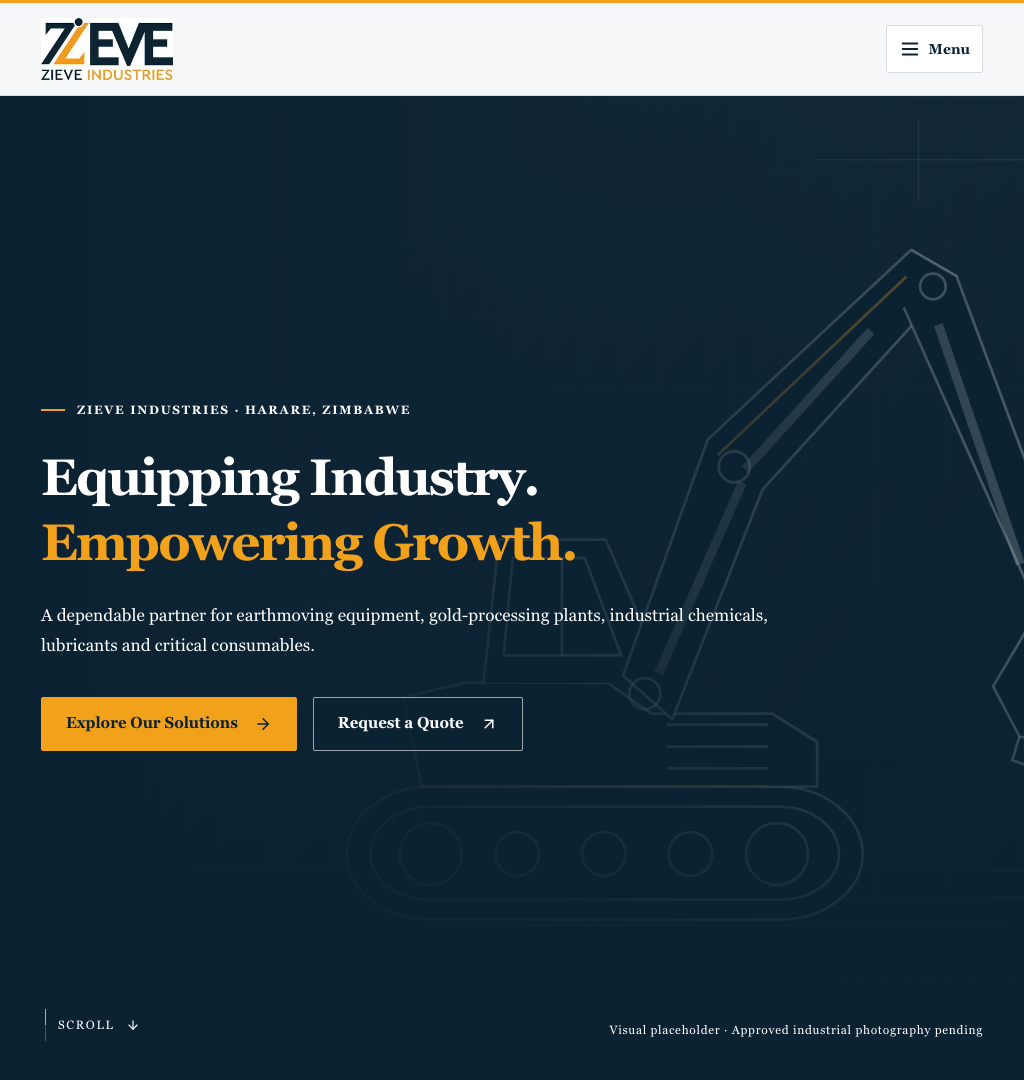 ZIEVE
ZIEVE INDUSTRIES
Menu
ZIEVE INDUSTRIES · HARARE, ZIMBABWE
Equipping Industry.
Empowering Growth.
A dependable partner for earthmoving equipment, gold-processing plants, industrial chemicals,
lubricants and critical consumables.
Explore Our Solutions
Request a Quote
SCROLL
Visual placeholder · Approved industrial photography pending